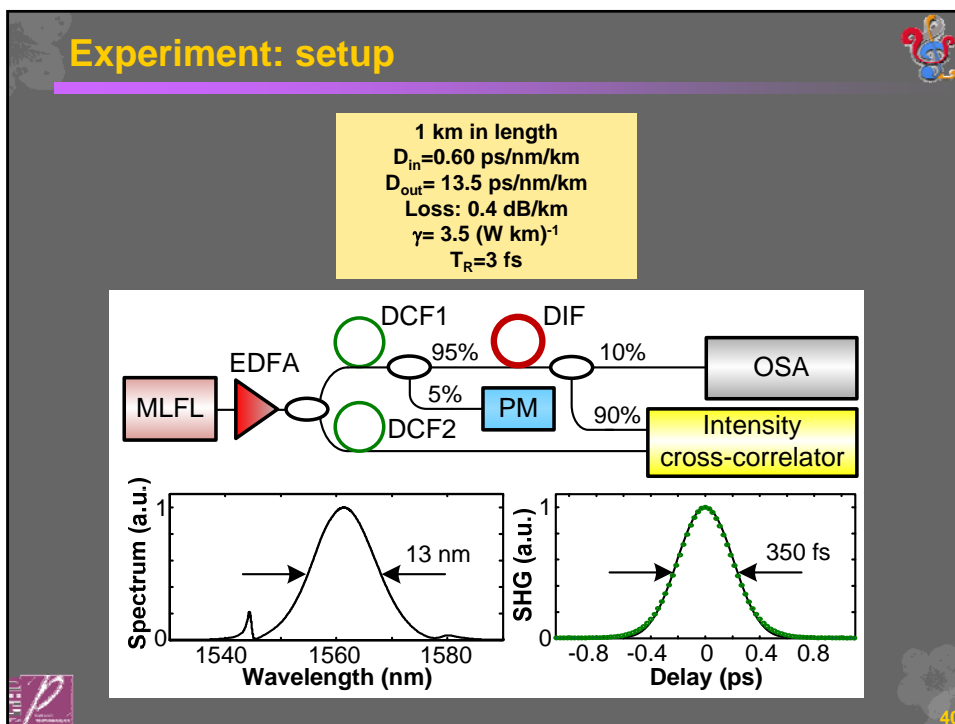 Experiment: setup
1 km in length
D_in=0.60 ps/nm/km
D_out= 13.5 ps/nm/km
Loss: 0.4 dB/km
γ= 3.5 (W km)⁻¹
T_R=3 fs
DCF1
DIF
EDFA
95%
10%
OSA
MLFL
5%
PM
90%
DCF2
Intensity
cross-correlator
Spectrum (a.u.)
1
0
13 nm
1540
1560
1580
Wavelength (nm)
SHG (a.u.)
1
0
350 fs
-0.8
-0.4
0
0.4
0.8
Delay (ps)
40